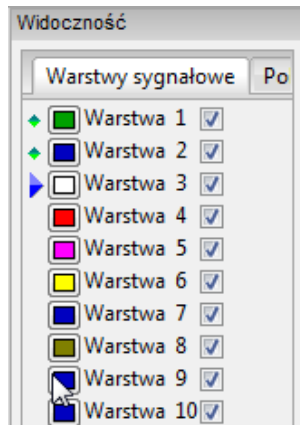 Widoczność
Warstwy sygnałowe Po
Warstwa 1
Warstwa 2
Warstwa 3
Warstwa 4
Warstwa 5
Warstwa 6
Warstwa 7
Warstwa 8
Warstwa 9
Warstwa 10